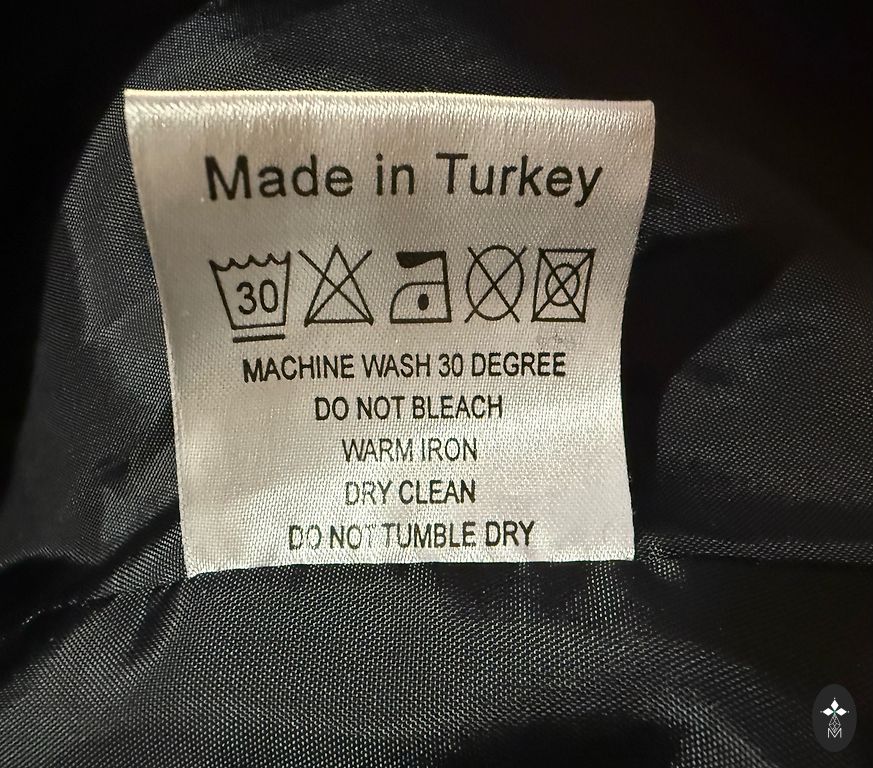 Made in Turkey
30
MACHINE WASH 30 DEGREE
DO NOT BLEACH
WARM IRON
DRY CLEAN
DO NOT TUMBLE DRY
M